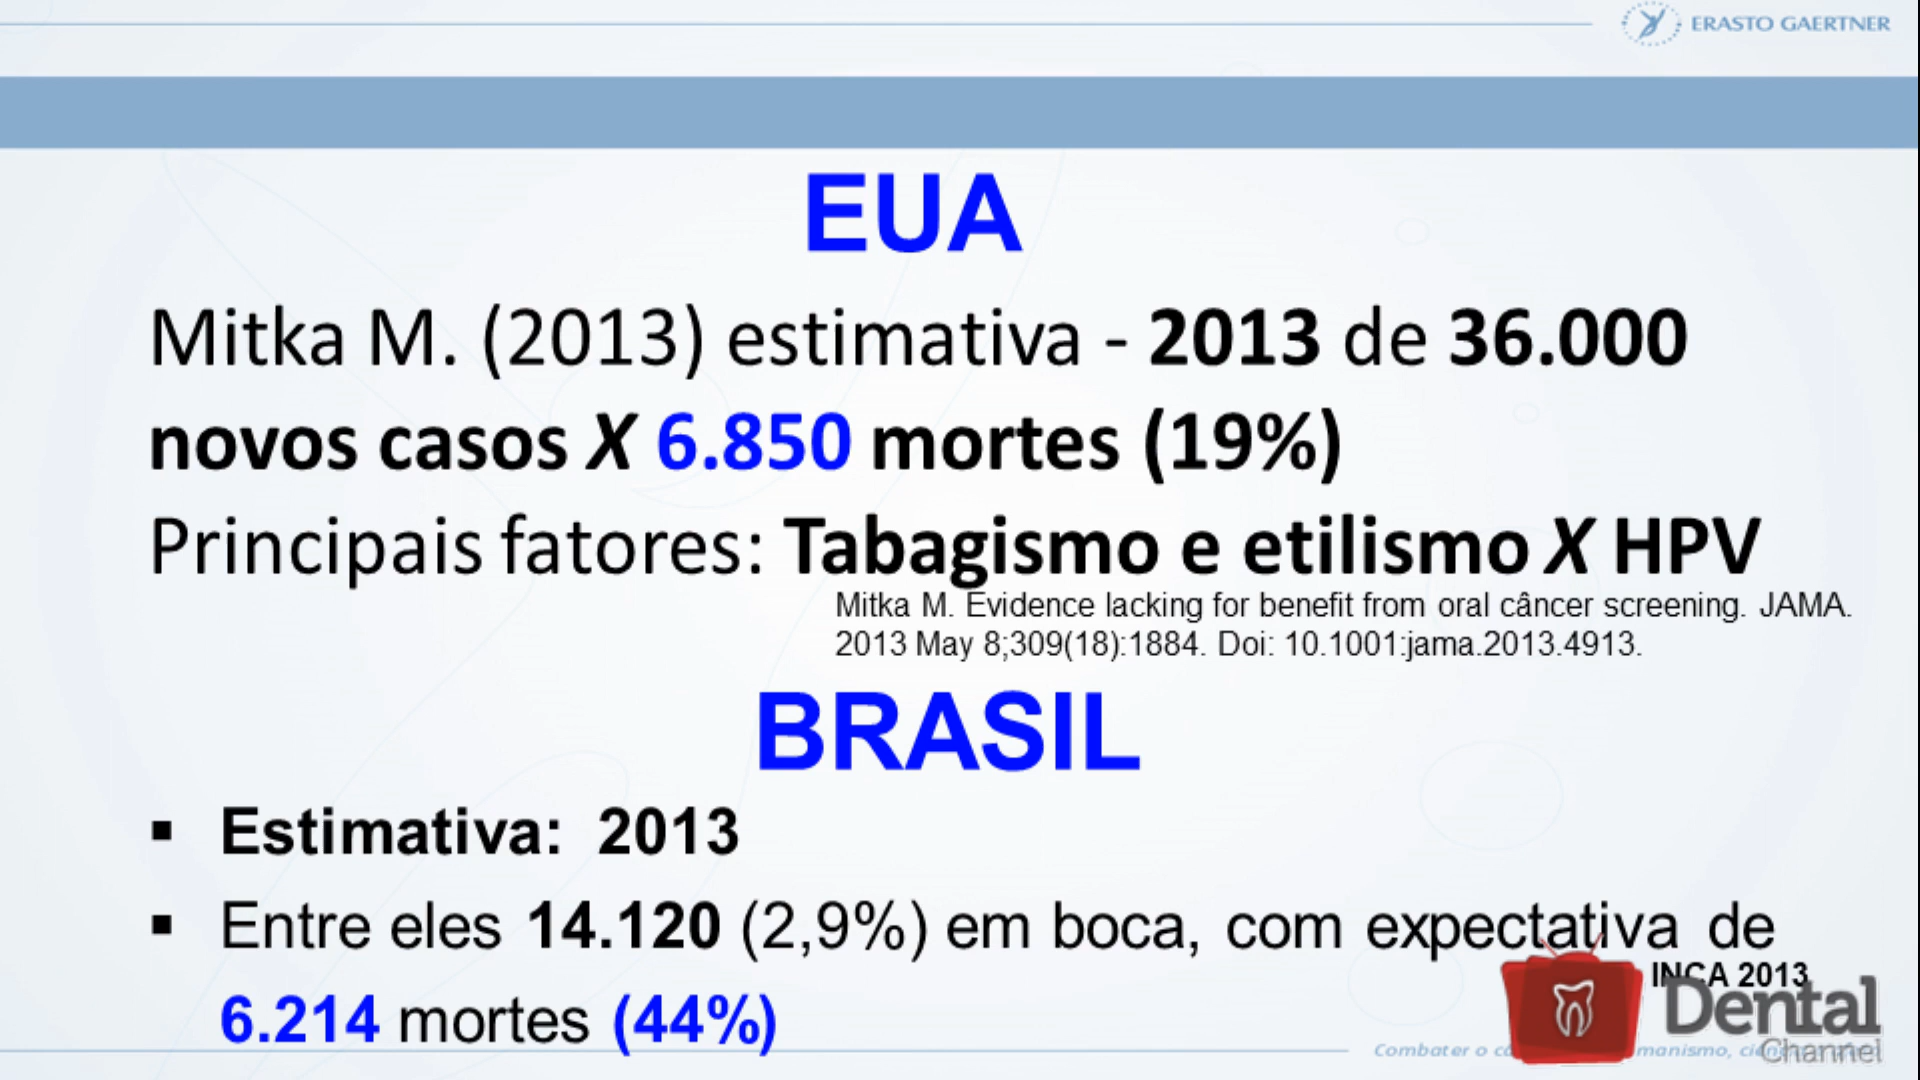 ERASTO GAERTNER
EUA
Mitka M. (2013) estimativa - 2013 de 36.000
novos casos X 6.850 mortes (19%)
Principais fatores: Tabagismo e etilismo X HPV
Mitka M. Evidence lacking for benefit from oral câncer screening. JAMA.
2013 May 8;309(18):1884. Doi: 10.1001:jama.2013.4913.
BRASIL
▪ Estimativa: 2013
▪ Entre eles 14.120 (2,9%) em boca, com expectativa de
INCA 2013
6.214 mortes (44%)
Dental
Channel
Combater o